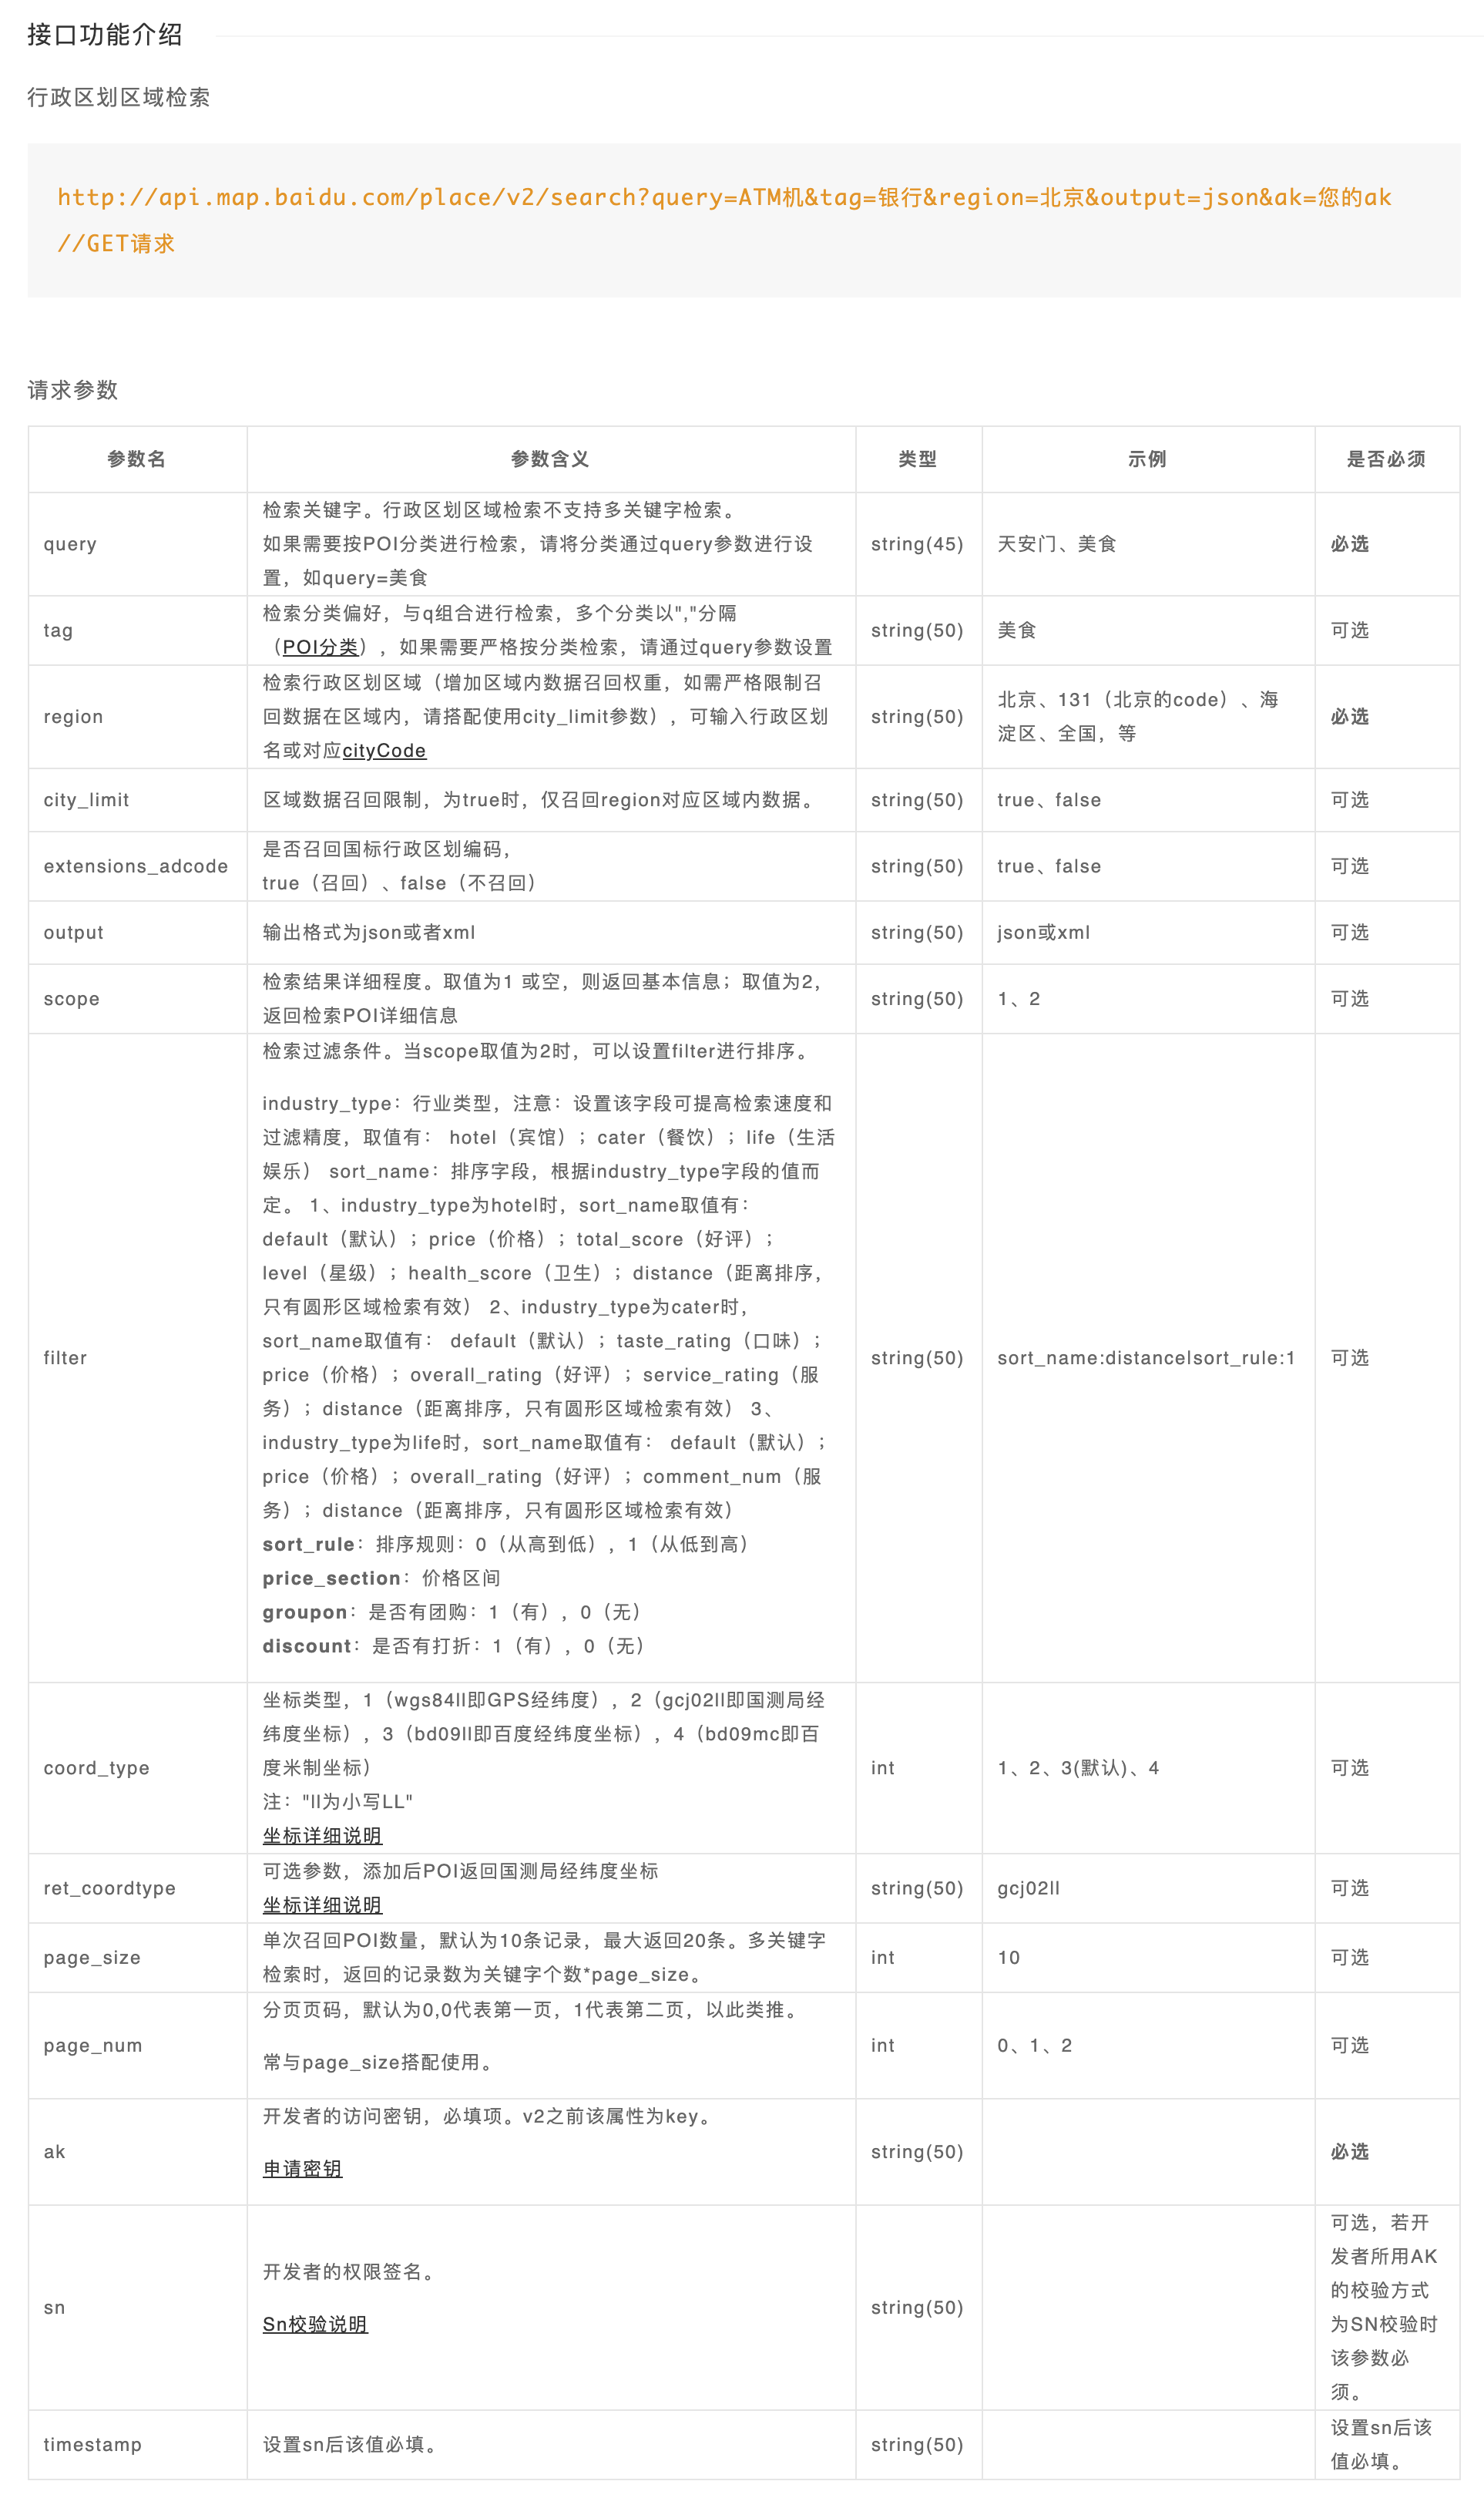 接口功能介绍
行政区划区域检索
http://api.map.baidu.com/place/v2/search?query=ATM机&tag=银行&region=北京&output=json&ak=您的ak
//GET请求
请求参数
参数名 参数含义 类型 示例 是否必须
检索关键字。行政区划区域检索不支持多关键字检索。
query 如果需要按POI分类进行检索，请将分类通过query参数进行设 string(45) 天安门、美食 必选
置，如query=美食
检索分类偏好，与q组合进行检索，多个分类以","分隔
tag string(50) 美食 可选
（POI分类），如果需要严格按分类检索，请通过query参数设置
检索行政区划区域（增加区域内数据召回权重，如需严格限制召
region 回数据在区域内，请搭配使用city_limit参数），可输入行政区划 string(50) 北京、131（北京的code）、海 必选
淀区、全国，等
名或对应cityCode
city_limit 区域数据召回限制，为true时，仅召回region对应区域内数据。 string(50) true、false 可选
是否召回国标行政区划编码，
extensions_adcode string(50) true、false 可选
true（召回）、false（不召回）
output 输出格式为json或者xml string(50) json或xml 可选
检索结果详细程度。取值为1 或空，则返回基本信息；取值为2，
scope string(50) 1、2 可选
返回检索POI详细信息
检索过滤条件。当scope取值为2时，可以设置filter进行排序。
industry_type：行业类型，注意：设置该字段可提高检索速度和
过滤精度，取值有： hotel（宾馆）；cater（餐饮）；life（生活
娱乐） sort_name：排序字段，根据industry_type字段的值而
定。 1、industry_type为hotel时，sort_name取值有：
default（默认）；price（价格）；total_score（好评）；
level（星级）；health_score（卫生）；distance（距离排序，
只有圆形区域检索有效） 2、industry_type为cater时，
sort_name取值有： default（默认）；taste_rating（口味）；
filter string(50) sort_name:distance|sort_rule:1 可选
price（价格）；overall_rating（好评）；service_rating（服
务）；distance（距离排序，只有圆形区域检索有效） 3、
industry_type为life时，sort_name取值有： default（默认）；
price（价格）；overall_rating（好评）；comment_num（服
务）；distance（距离排序，只有圆形区域检索有效）
sort_rule：排序规则：0（从高到低），1（从低到高）
price_section：价格区间
groupon：是否有团购：1（有），0（无）
discount：是否有打折：1（有），0（无）
坐标类型，1（wgs84ll即GPS经纬度），2（gcj02ll即国测局经
纬度坐标），3（bd09ll即百度经纬度坐标），4（bd09mc即百
coord_type 度米制坐标） int 1、2、3(默认)、4 可选
注："ll为小写LL"
坐标详细说明
可选参数，添加后POI返回国测局经纬度坐标
ret_coordtype string(50) gcj02ll 可选
坐标详细说明
单次召回POI数量，默认为10条记录，最大返回20条。多关键字
page_size int 10 可选
检索时，返回的记录数为关键字个数*page_size。
分页页码，默认为0,0代表第一页，1代表第二页，以此类推。
page_num int 0、1、2 可选
常与page_size搭配使用。
开发者的访问密钥，必填项。v2之前该属性为key。
ak string(50) 必选
申请密钥
开发者的权限签名。
sn string(50)
Sn校验说明
可选，若开
发者所用AK
的校验方式
为SN校验时
该参数必
须。
timestamp 设置sn后该值必填。 string(50) 设置sn后该
值必填。